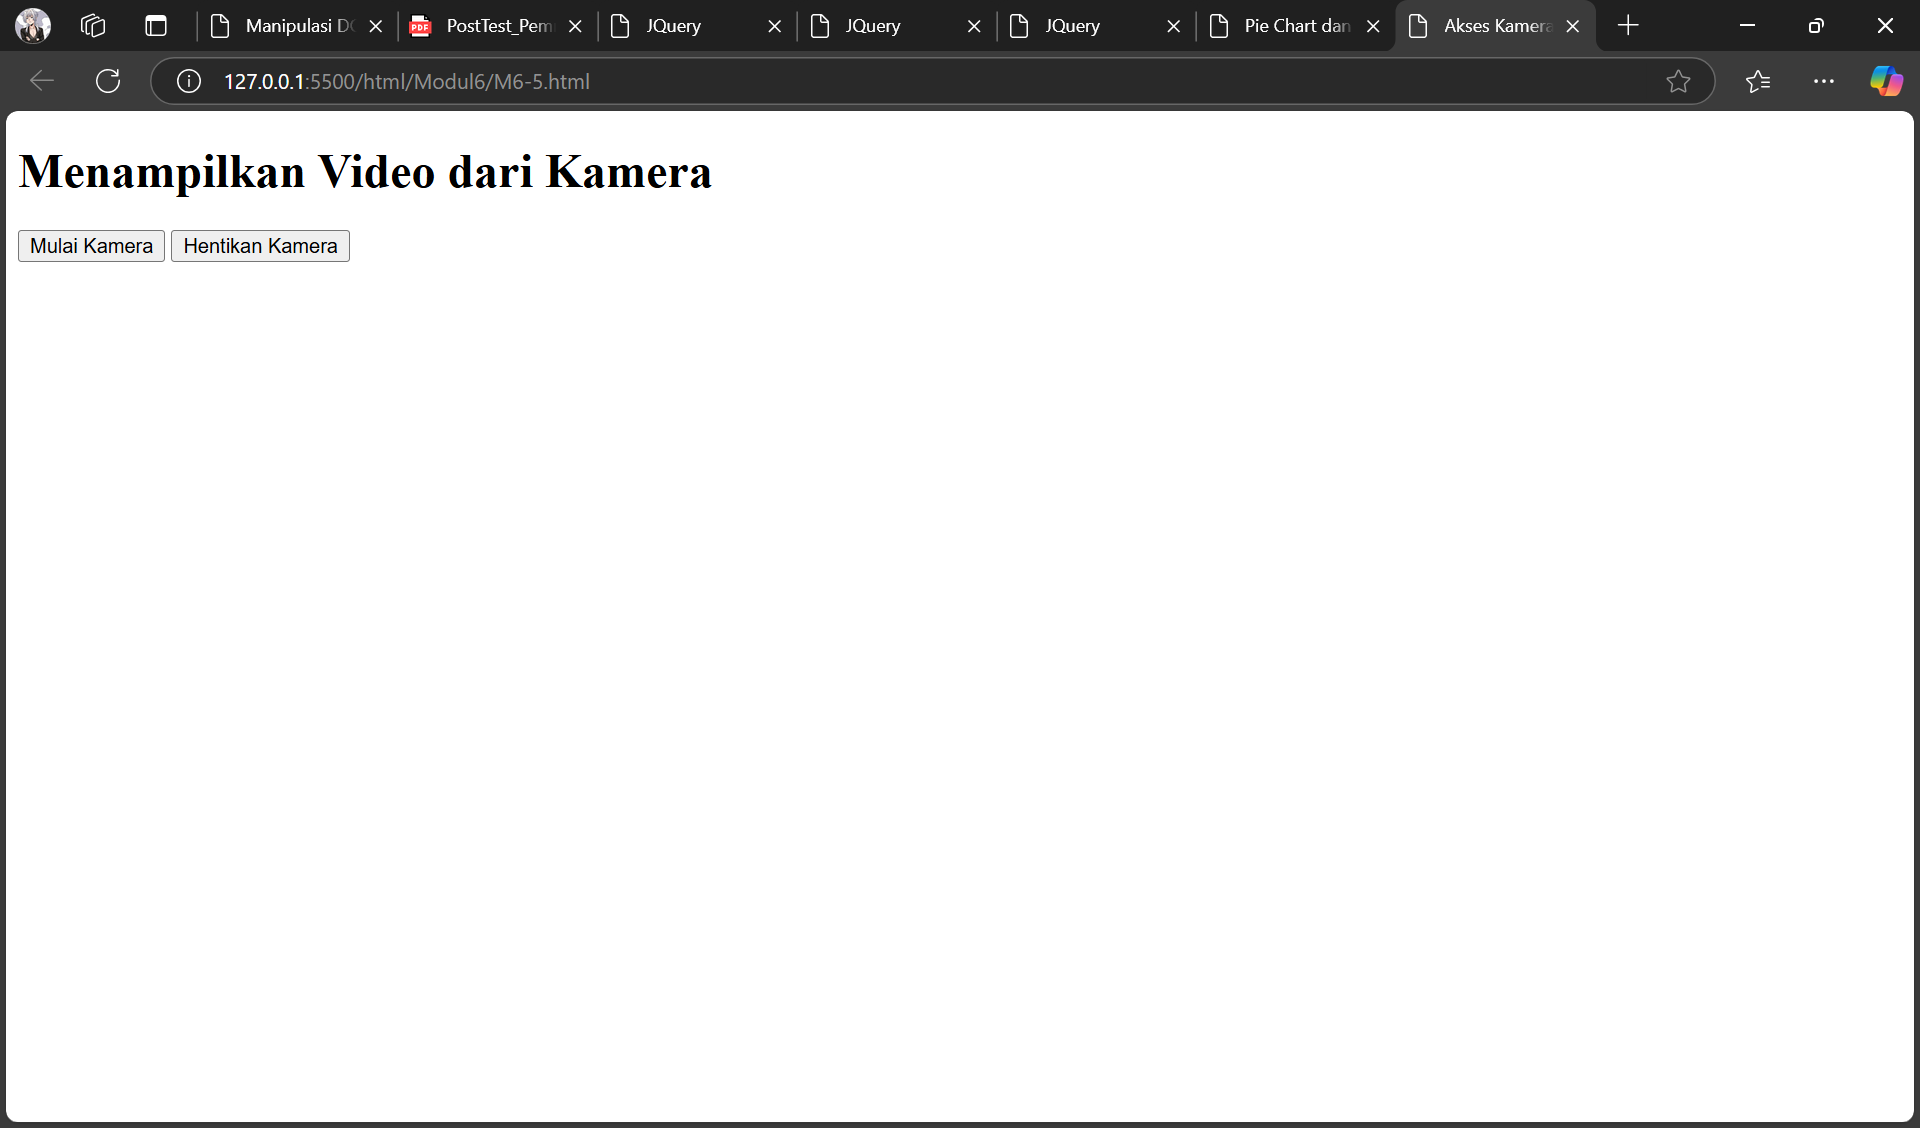 Manipulasi D
PDF
PostTest_Pem
JQuery
JQuery
JQuery
Pie Chart dan
Akses Kamera
127.0.0.1:5500/html/Modul6/M6-5.html
Menampilkan Video dari Kamera
Mulai Kamera
Hentikan Kamera